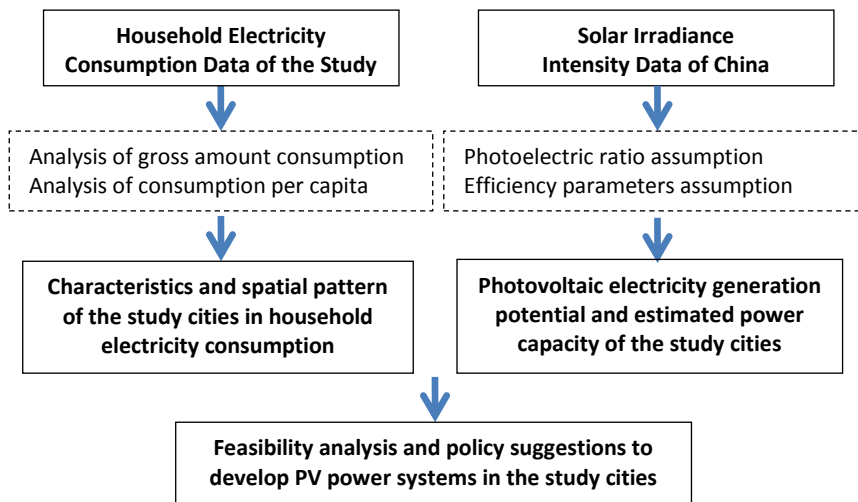 Household Electricity
Consumption Data of the Study
Solar Irradiance
Intensity Data of China
Analysis of gross amount consumption
Analysis of consumption per capita
Photoelectric ratio assumption
Efficiency parameters assumption
Characteristics and spatial pattern
of the study cities in household
electricity consumption
Photovoltaic electricity generation
potential and estimated power
capacity of the study cities
Feasibility analysis and policy suggestions to
develop PV power systems in the study cities